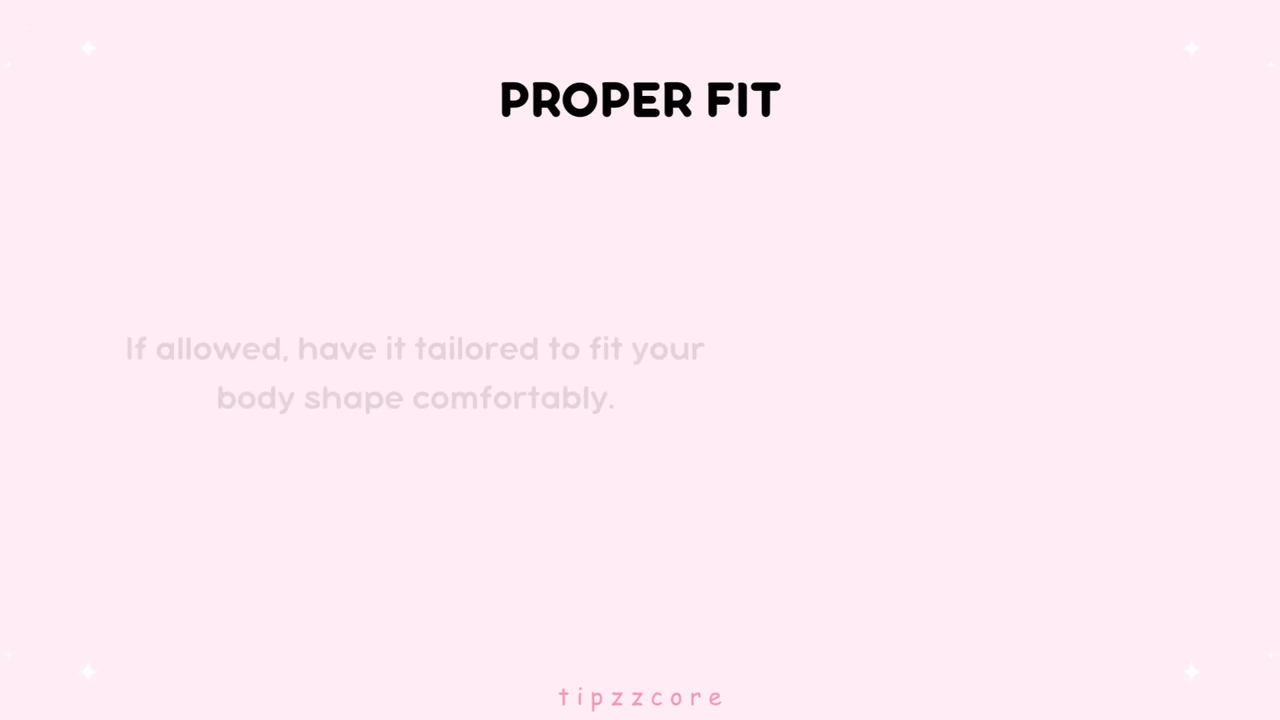 PROPER FIT
If allowed, have it tailored to fit your
body shape comfortably.
tipzzcore